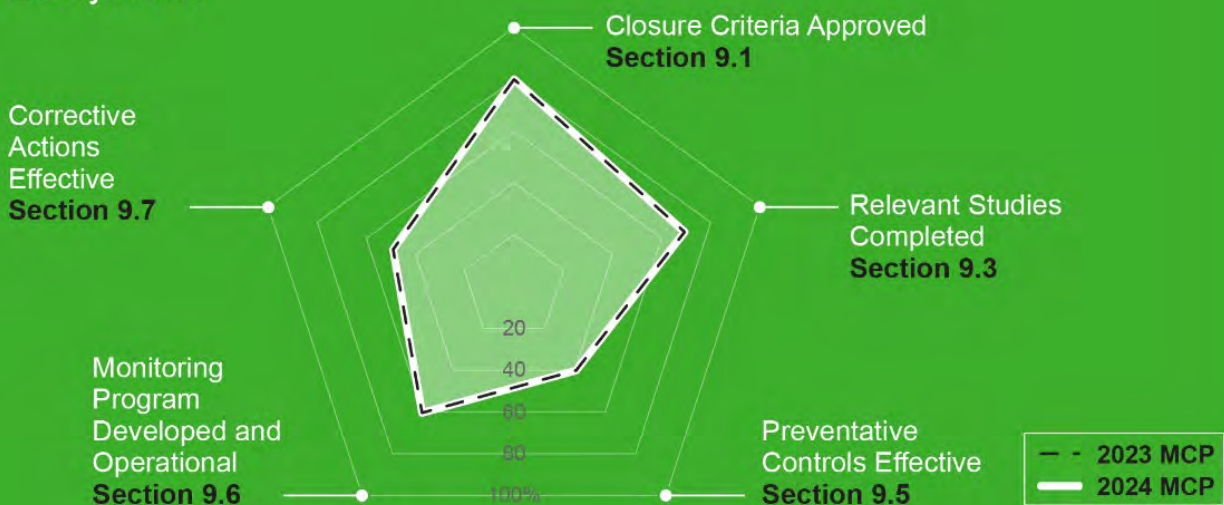 Closure Criteria Approved
Section 9.1
Corrective
Actions
Effective
Section 9.7
Relevant Studies
Completed
Section 9.3
20
40
60
80
100%
Monitoring
Program
Developed and
Operational
Section 9.6
Preventative
Controls Effective
Section 9.5
2023 MCP
2024 MCP